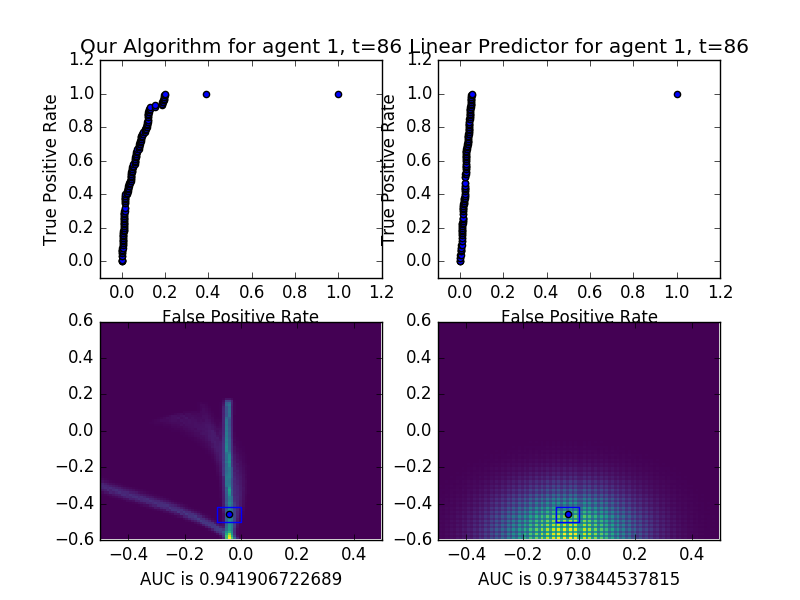 Our Algorithm for agent 1, t=86 Linear Predictor for agent 1, t=86
1.2
1.0
0.8
0.6
0.4
0.2
0.0
True Positive Rate
0.0 0.2 0.4 0.6 0.8 1.0 1.2
False Positive Rate
1.2
1.0
0.8
0.6
0.4
0.2
0.0
True Positive Rate
0.0 0.2 0.4 0.6 0.8 1.0 1.2
False Positive Rate
0.6
0.4
0.2
0.0
−0.2
−0.4
−0.6
−0.4 −0.2 0.0 0.2 0.4
AUC is 0.941906722689
0.6
0.4
0.2
0.0
−0.2
−0.4
−0.6
−0.4 −0.2 0.0 0.2 0.4
AUC is 0.973844537815